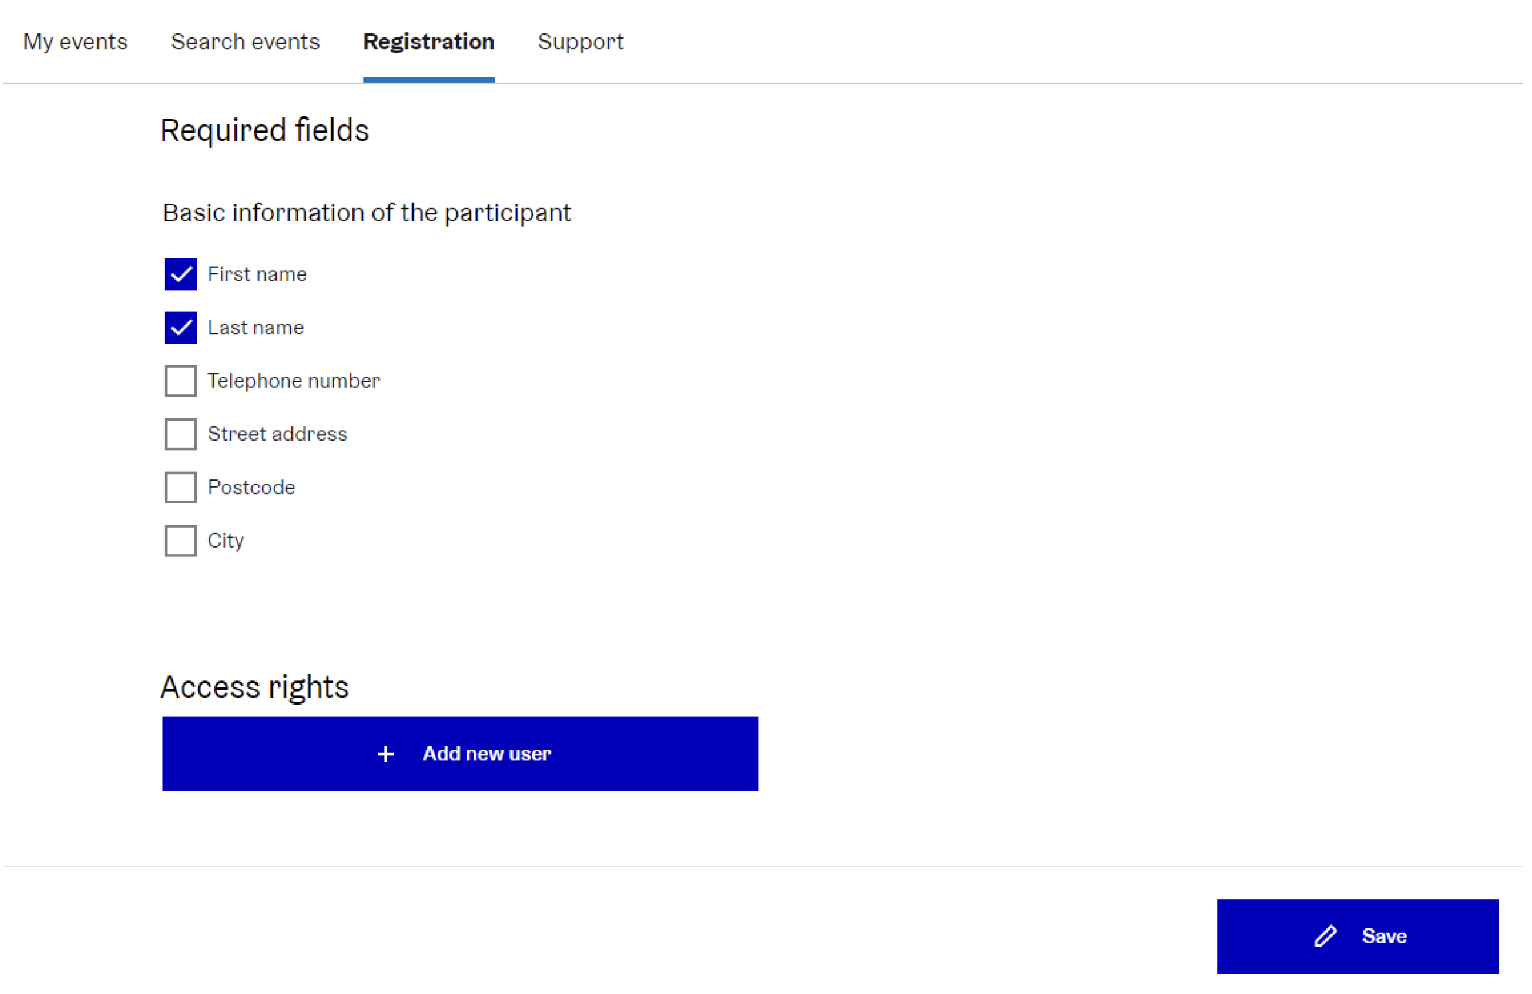 My events Search events Registration Support
Required fields
Basic information of the participant
First name
Last name
Telephone number
Street address
Postcode
City
Access rights
+ Add new user
Save